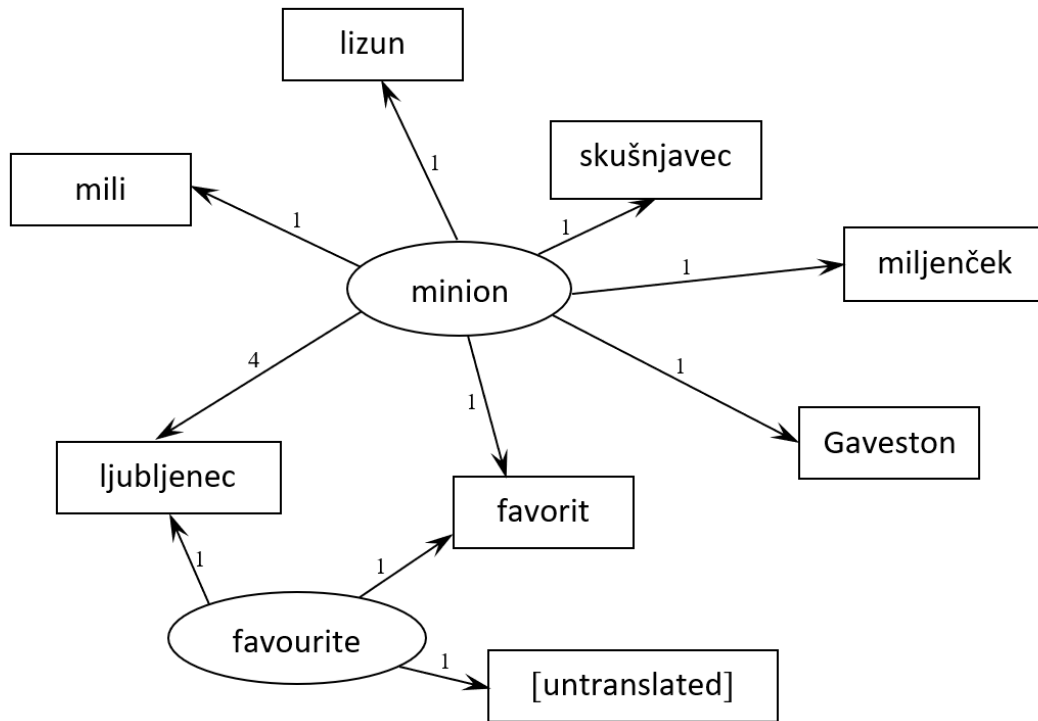 lizun
skušnjavec
mili
1
1
1
miljenček
1
minion
4
1
1
ljubljenec
Gaveston
favorit
1
1
favourite
1
[untranslated]